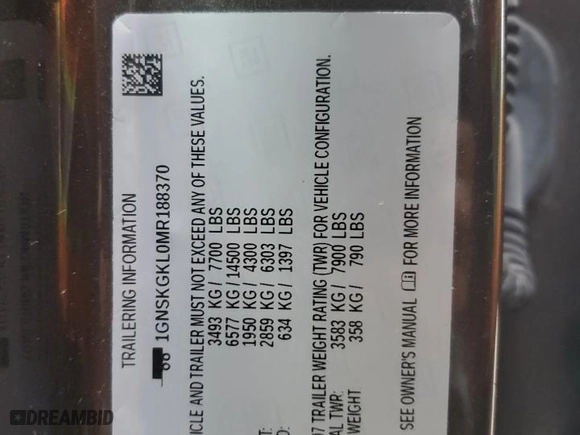 TRAILERING INFORMATION
1GNSKGKL0MR188370
ICLE AND TRAILER MUST NOT EXCEED ANY OF THESE VALUES.
3493 KG/ 7700 LBS
6577 KG/14500 LBS
1950 KG/ 4300 LBS
2859 KG/ 6303 LBS
634 KG/ 1397 LBS
TRAILER WEIGHT RATING (TWR) FOR VEHICLE CONFIGURATION.
AL TWR: 3583 KG/ 7900 LBS
WEIGHT 358 KG/ 790 LBS
SEE OWNER'S MANUAL FOR MORE INFORMATION
DREAMBID